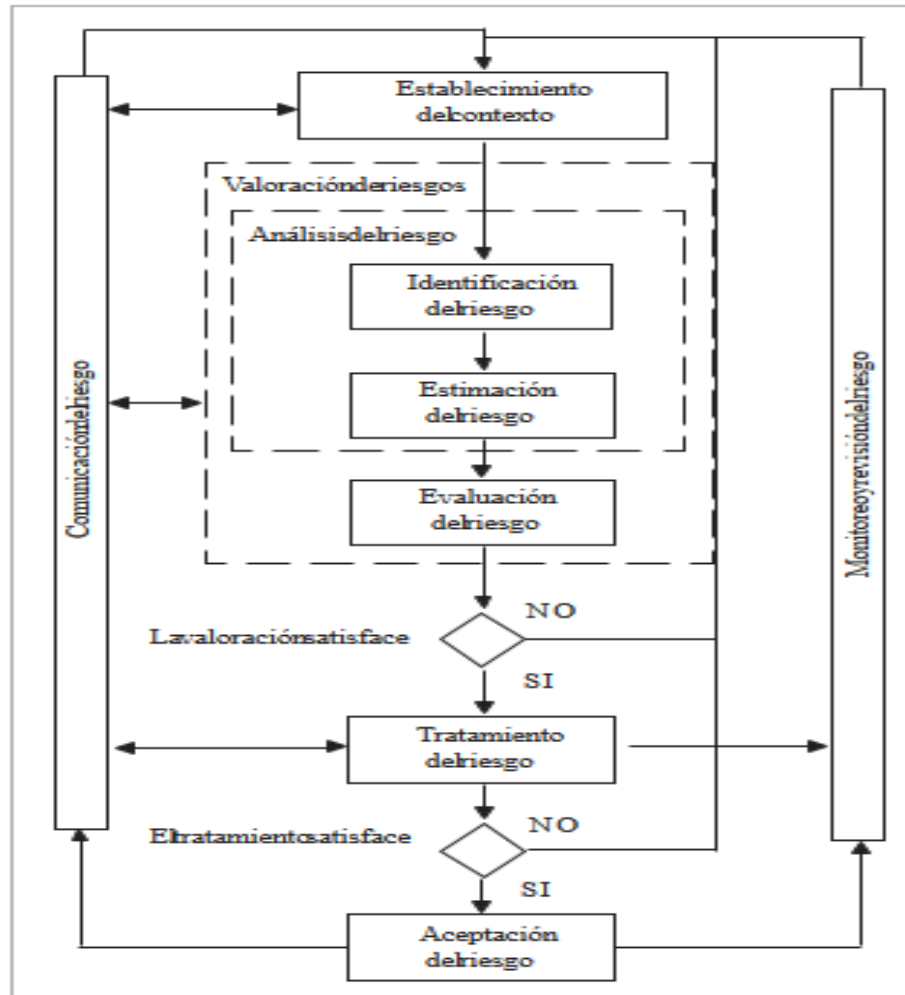 Establecimiento
delcontexto
Valoraciónderiesgos
Análisisdelriesgo
Identificación
delriesgo
Estimación
delriesgo
Evaluación
delriesgo
Comunicacióndelriesgo
Monitoreoyrevisióndelriesgo
NO
Lavaloraciónsatisface
SI
Tratamiento
delriesgo
NO
Eltratamientosatisface
SI
Aceptación
delriesgo